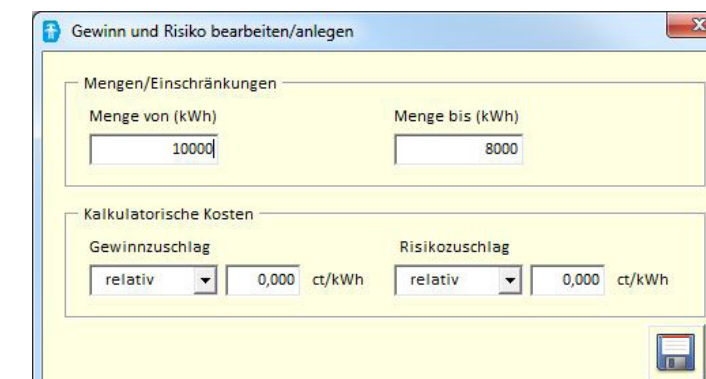 Gewinn und Risiko bearbeiten/anlegen
Mengen/Einschränkungen
Menge von (kWh) Menge bis (kWh)
10000 8000
Kalkulatorische Kosten
Gewinnzuschlag Risikozuschlag
relativ 0,000 ct/kWh relativ 0,000 ct/kWh